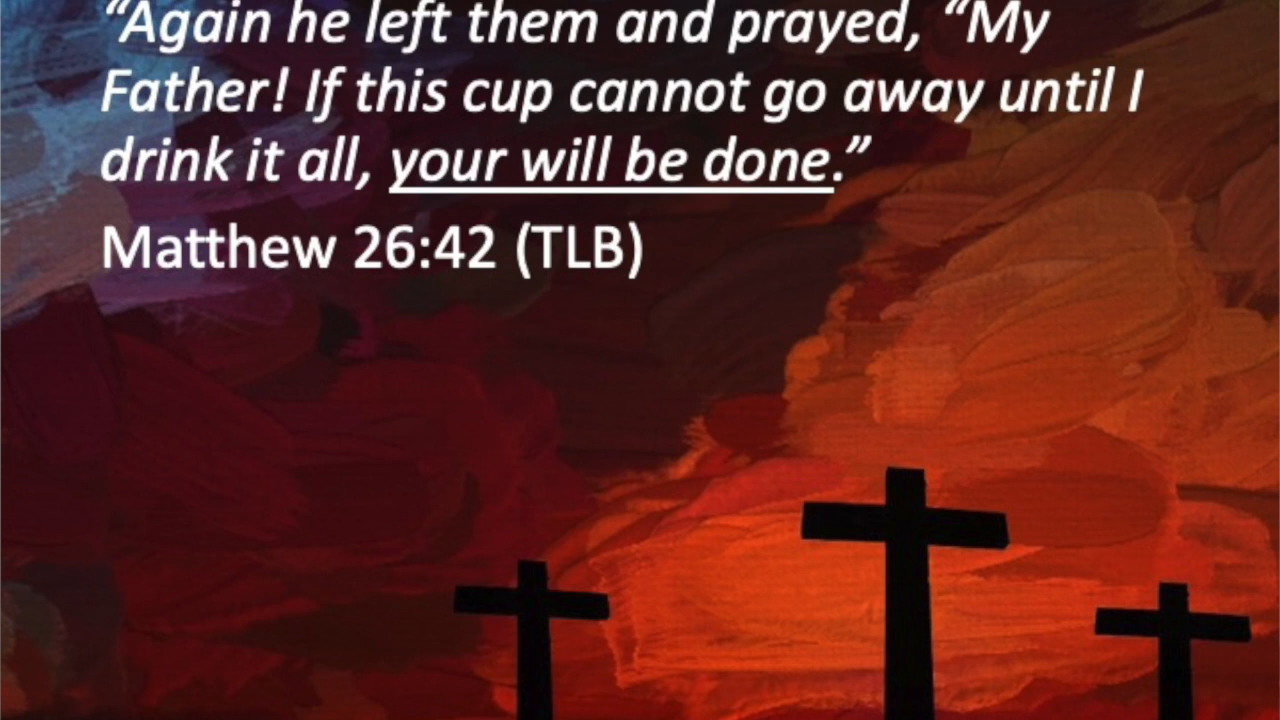 “Again he left them and prayed, “My
Father! If this cup cannot go away until I
drink it all, your will be done.”
Matthew 26:42 (TLB)